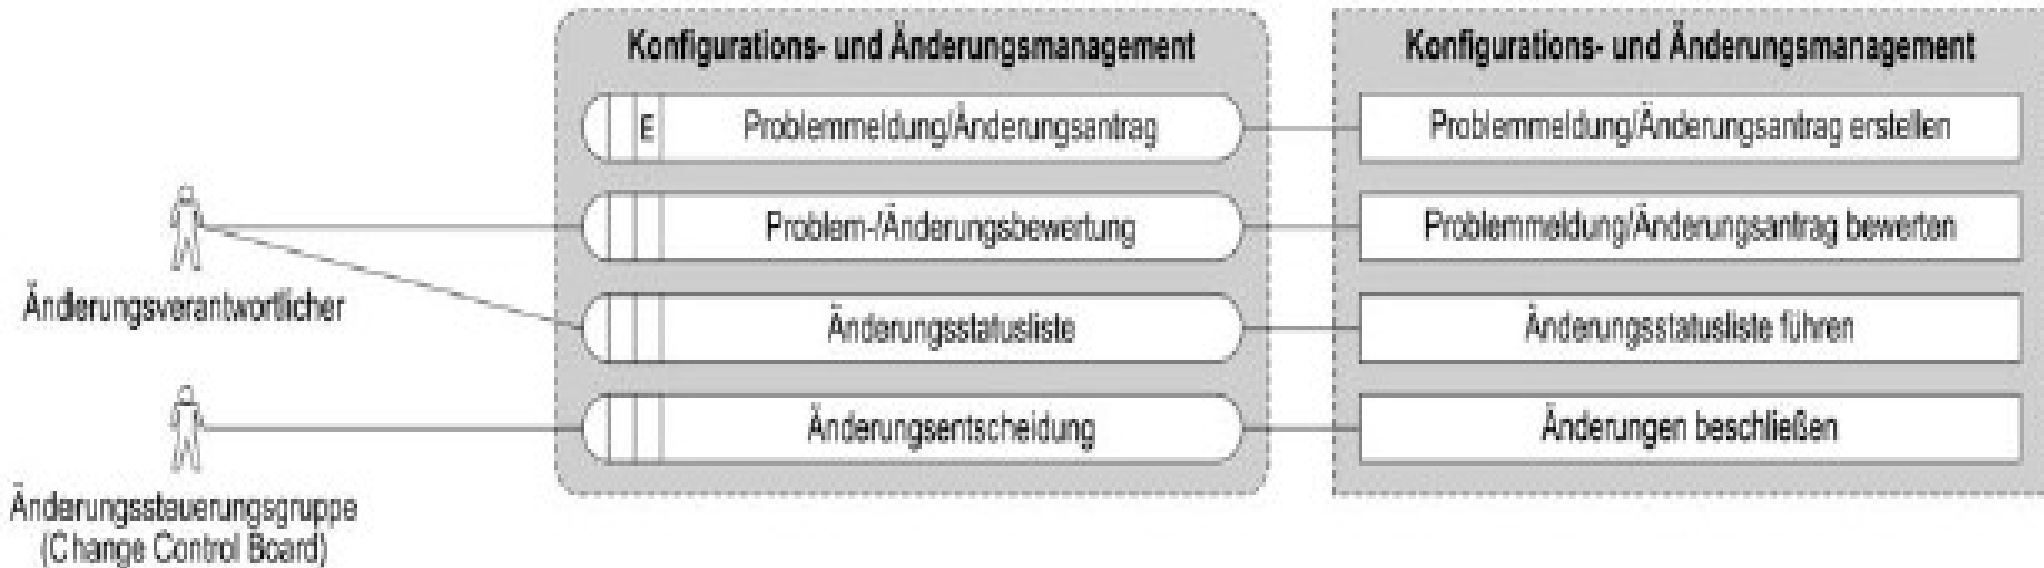 Konfigurations- und Änderungsmanagement
E
Problemmeldung/Änderungsantrag
Problem-/Änderungsbewertung
Änderungsstatusliste
Änderungsentscheidung
Konfigurations- und Änderungsmanagement
Problemmeldung/Änderungsantrag erstellen
Problemmeldung/Änderungsantrag bewerten
Änderungsstatusliste führen
Änderungen beschließen
Änderungsverantwortlicher
Änderungssteuerungsgruppe
(Change Control Board)